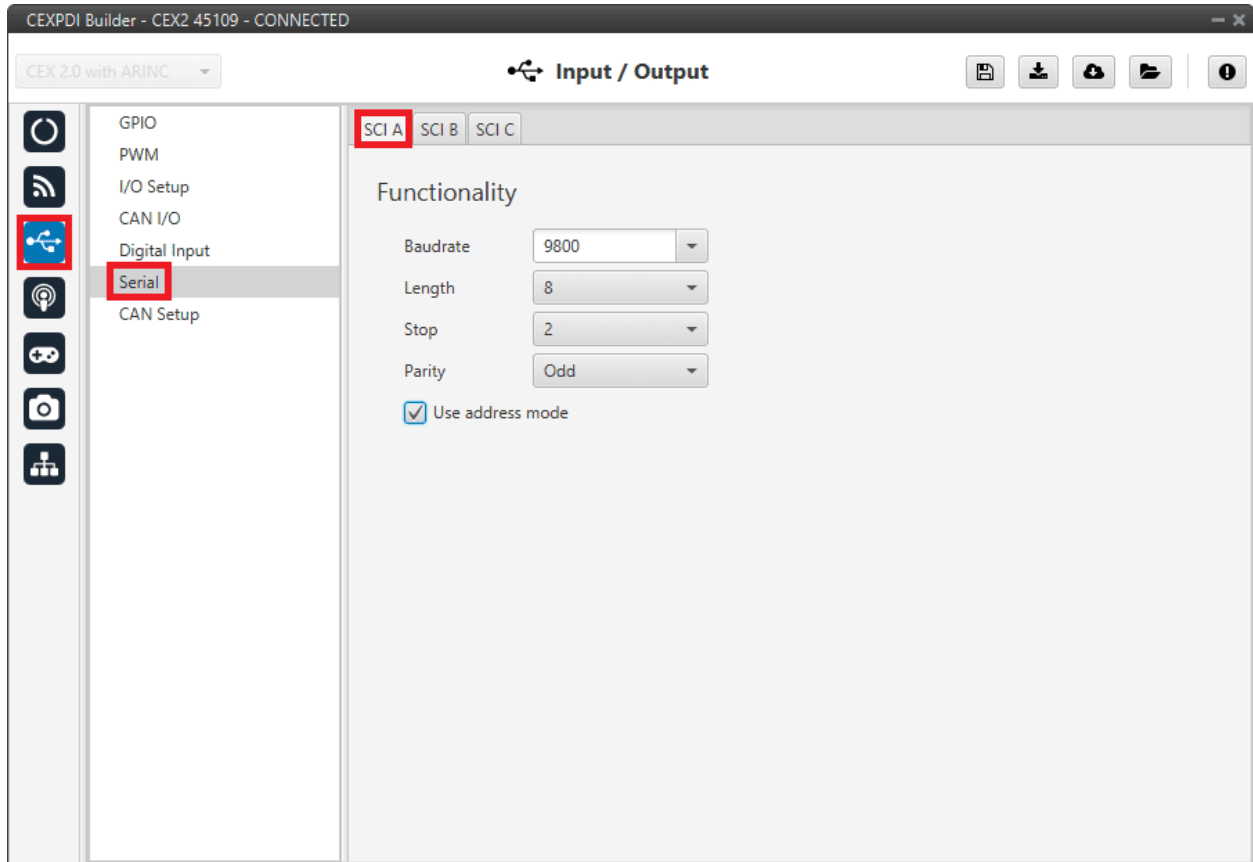 CEXPDI Builder - CEX2 45109 - CONNECTED
CEX 2.0 with ARINC
Input / Output
GPIO
PWM
I/O Setup
CAN I/O
Digital Input
Serial
CAN Setup
SCI A SCI B SCI C
Functionality
Baudrate 9800
Length 8
Stop 2
Parity Odd
Use address mode